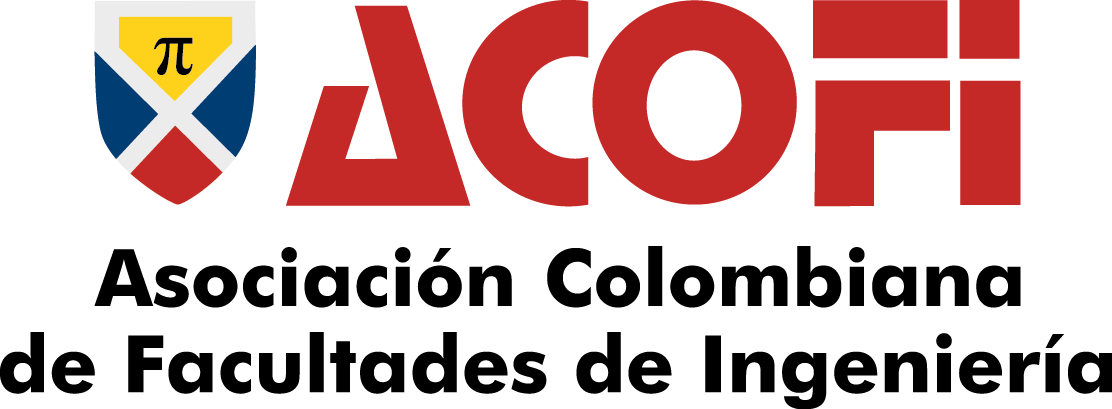 π
ACOFI
Asociación Colombiana
de Facultades de Ingeniería